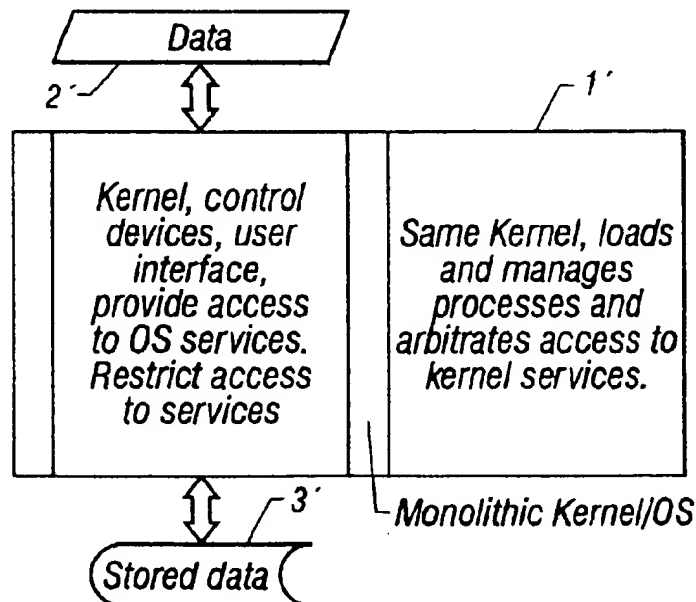 Data
2´
1´
Kernel, control
devices, user
interface,
provide access
to OS services.
Restrict access
to services
Same Kernel, loads
and manages
processes and
arbitrates access to
kernel services.
3´
Monolithic Kernel/OS
Stored data